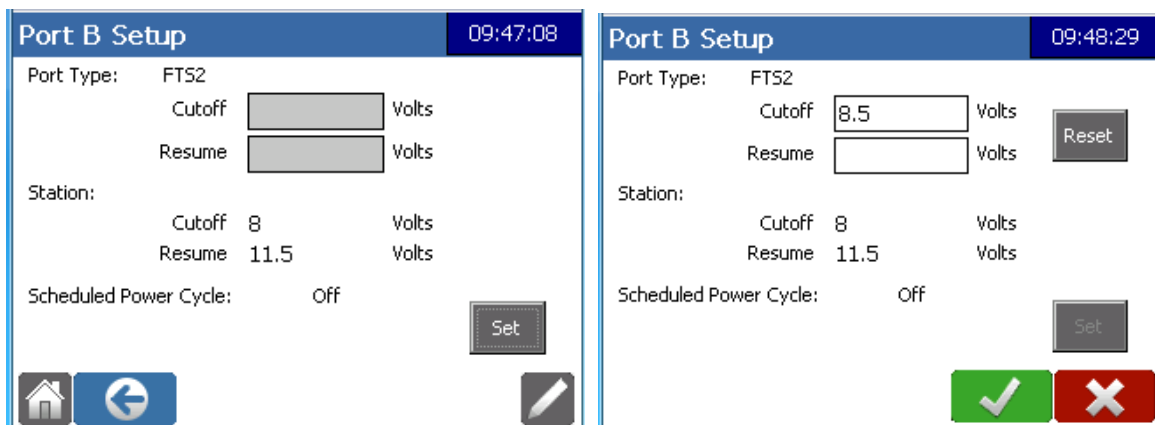 Port B Setup 09:47:08
Port Type: FTS2
Cutoff Volts
Resume Volts
Station:
Cutoff 8 Volts
Resume 11.5 Volts
Scheduled Power Cycle: Off
Set
Port B Setup 09:48:29
Port Type: FTS2
Cutoff 8.5 Volts
Reset
Resume Volts
Station:
Cutoff 8 Volts
Resume 11.5 Volts
Scheduled Power Cycle: Off
Set